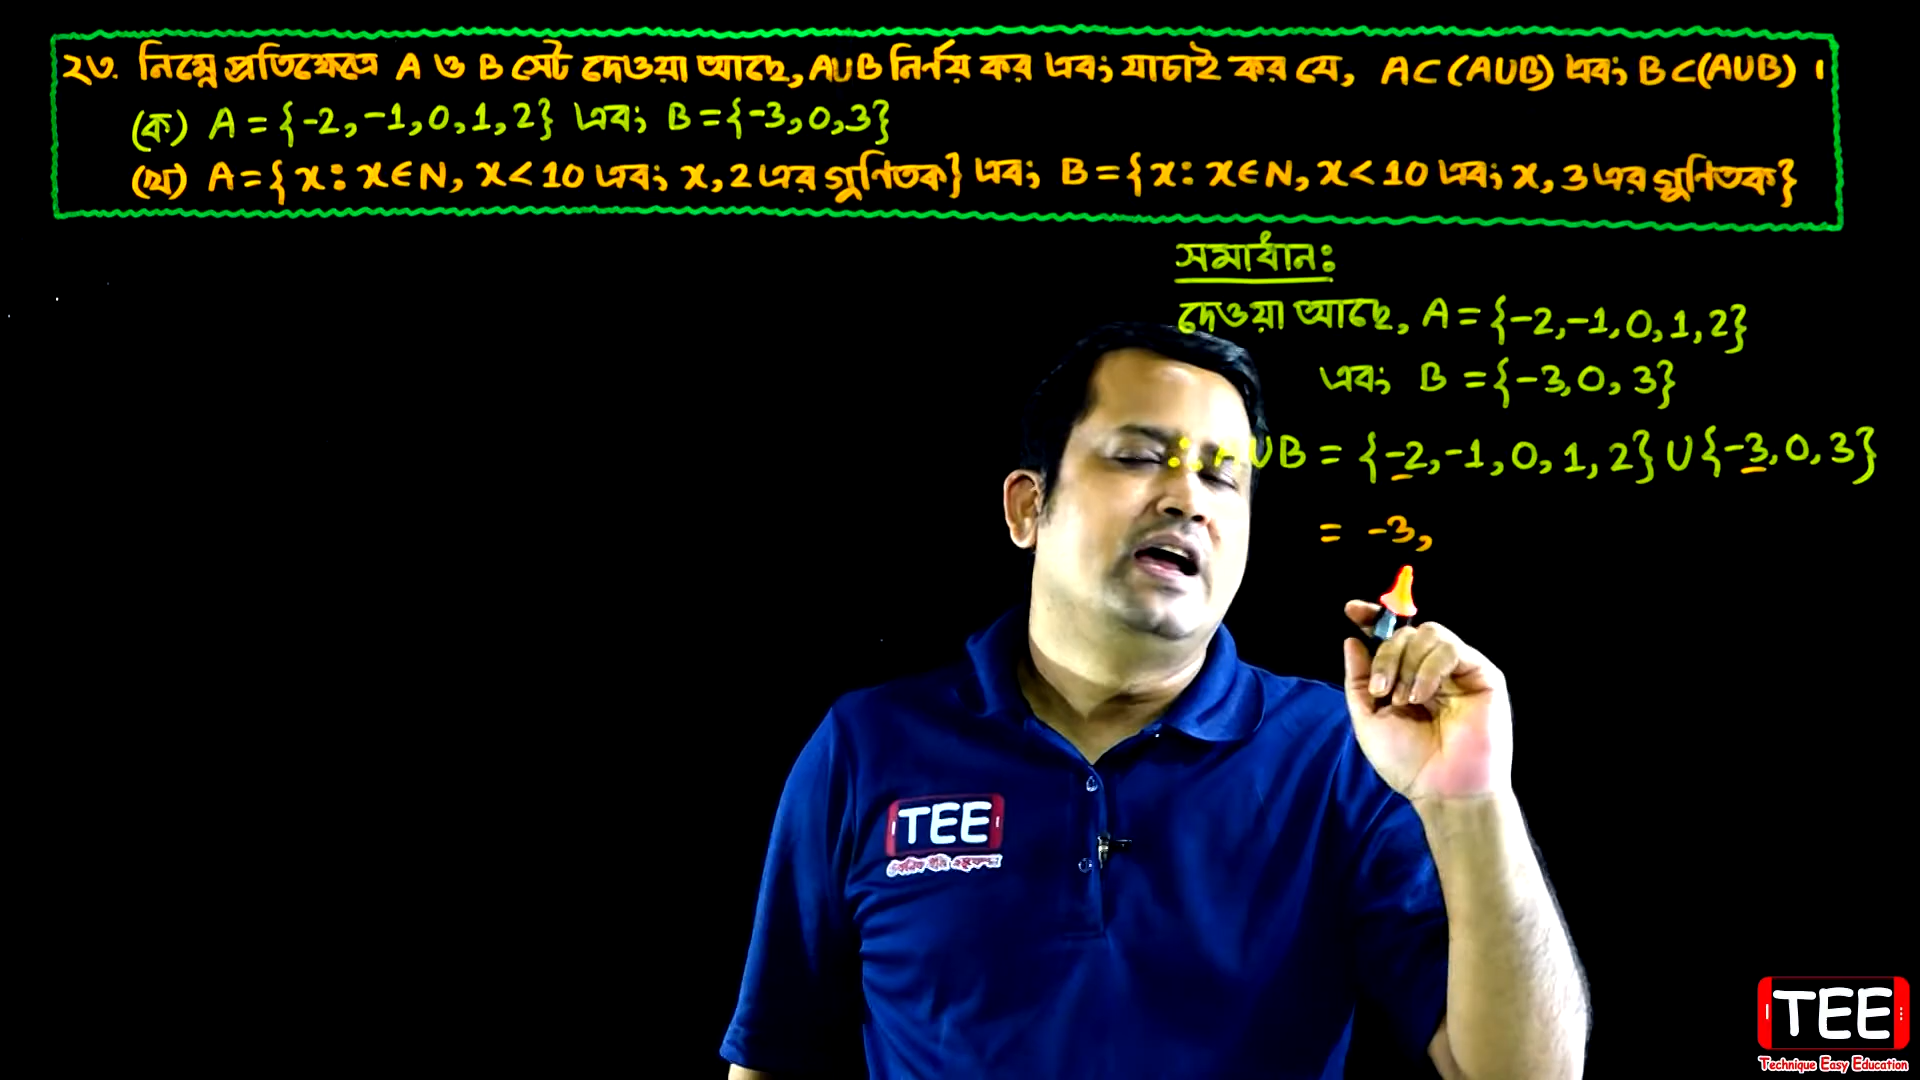 ২৩. নিম্নে প্রতিক্ষেত্রে A ও B সেট দেওয়া আছে, A∪B নির্ণয় কর এবং যাচাই কর যে, A⊂(A∪B) এবং B⊂(A∪B) ।
(ক) A = {-2, -1, 0, 1, 2} এবং B = {-3, 0, 3}
(খ) A = { x : x∈N, x < 10 এবং x, 2 এর গুণিতক} এবং B = {x : x∈N, x < 10 এবং x, 3 এর গুণিতক}
সমাধান:
দেওয়া আছে, A = {-2, -1, 0, 1, 2}
এবং B = {-3, 0, 3}
∴ A∪B = {-2, -1, 0, 1, 2} ∪ {-3, 0, 3}
= -3,
TEE
TEE
Technique Easy Education